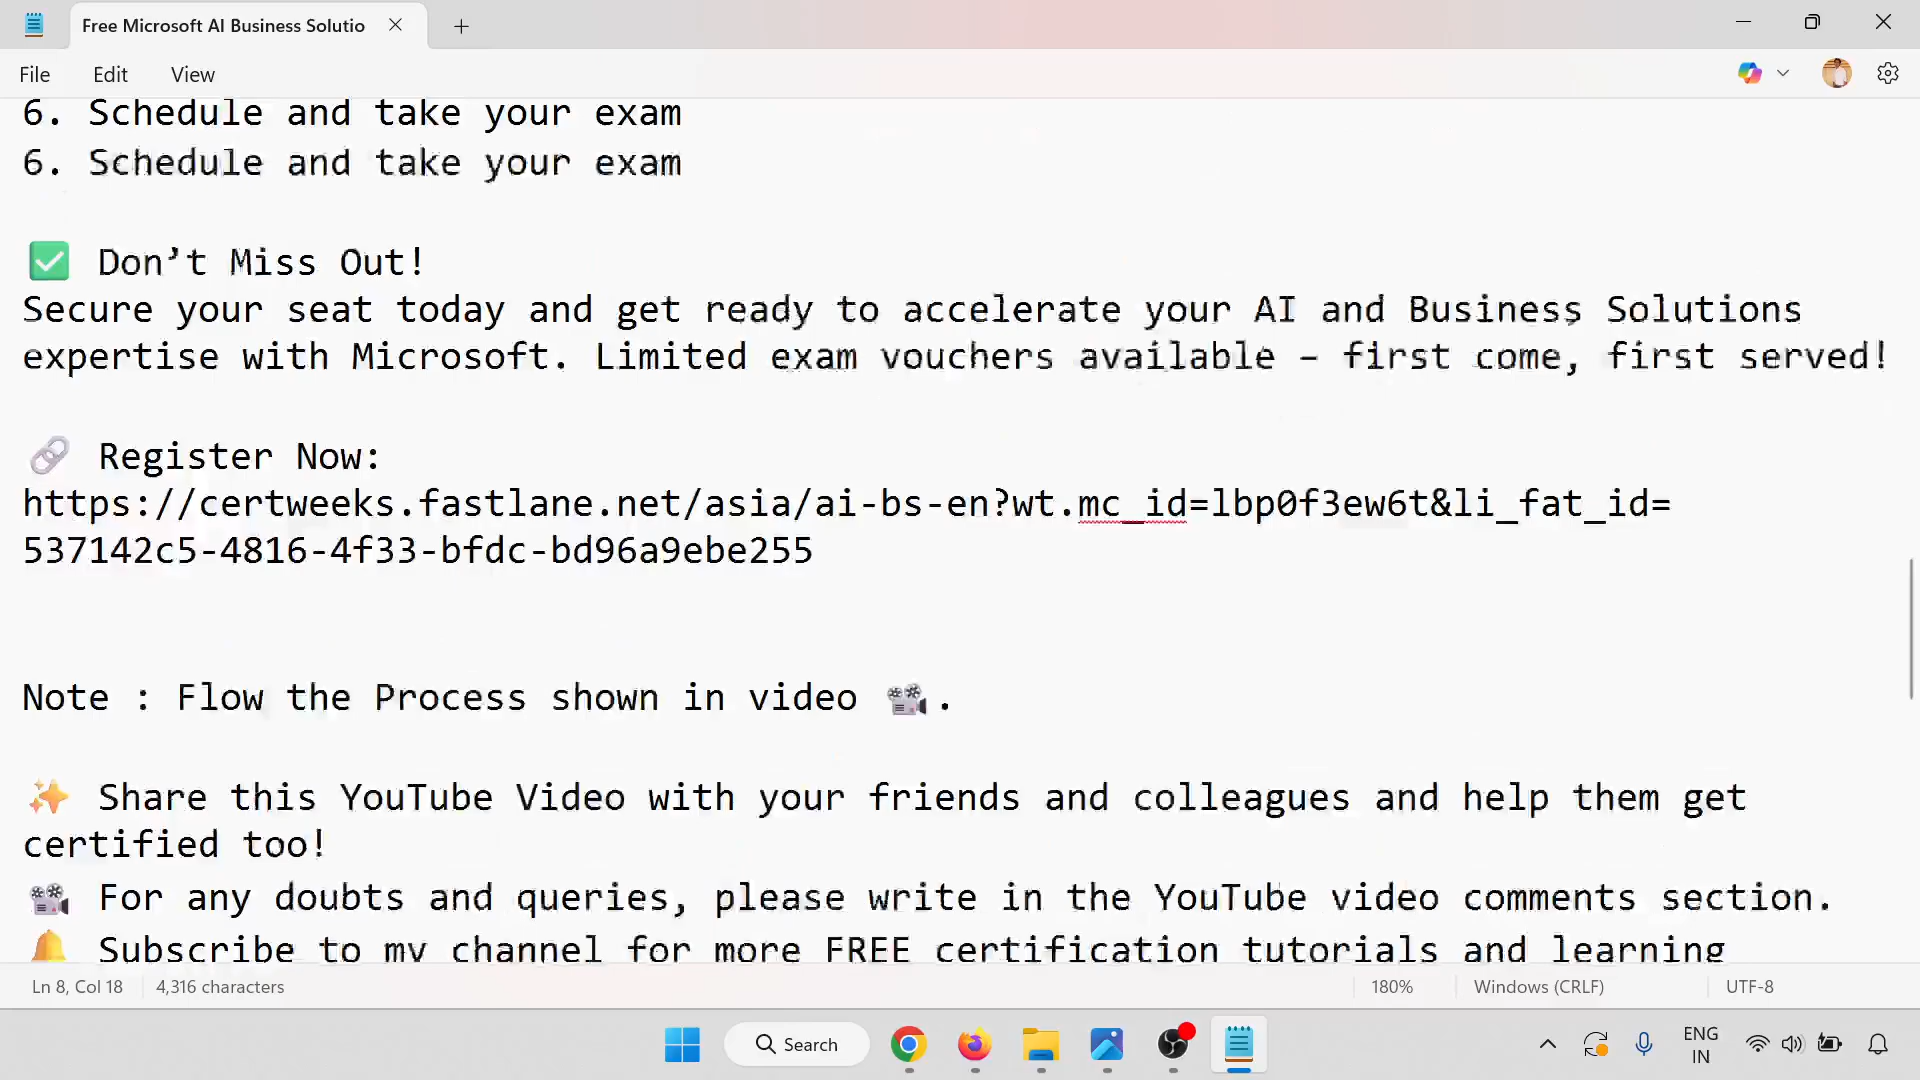 Free Microsoft AI Business Solutio
File Edit View
6. Schedule and take your exam
6. Schedule and take your exam
✅ Don’t Miss Out!
Secure your seat today and get ready to accelerate your AI and Business Solutions
expertise with Microsoft. Limited exam vouchers available – first come, first served!
🔗 Register Now:
https://certweeks.fastlane.net/asia/ai-bs-en?wt.mc_id=lbp0f3ew6t&li_fat_id=
537142c5-4816-4f33-bfdc-bd96a9ebe255
Note : Flow the Process shown in video 🎥.
✨ Share this YouTube Video with your friends and colleagues and help them get
certified too!
🎥 For any doubts and queries, please write in the YouTube video comments section.
🔔 Subscribe to my channel for more FREE certification tutorials and learning
Ln 8, Col 18 4,316 characters 180% Windows (CRLF) UTF-8
Search
ENG
IN